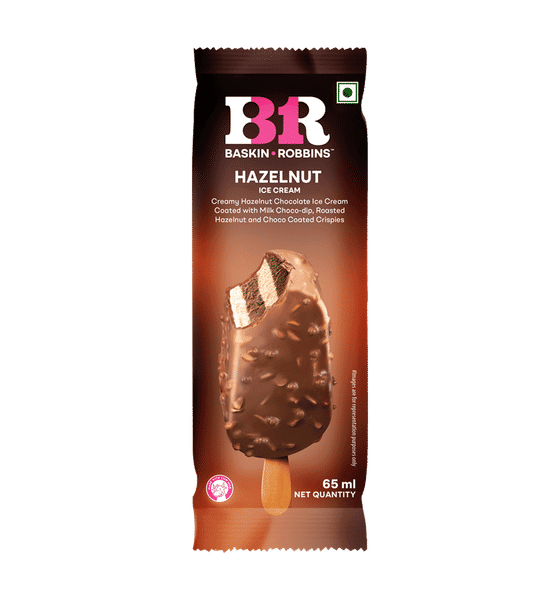 BR
BASKIN • ROBBINS™
HAZELNUT
ICE CREAM
Creamy Hazelnut Chocolate Ice Cream
Coated with Milk Choco-dip, Roasted
Hazelnut and Choco Coated Crispies
Images are for representation purposes only
65 ml
NET QUANTITY